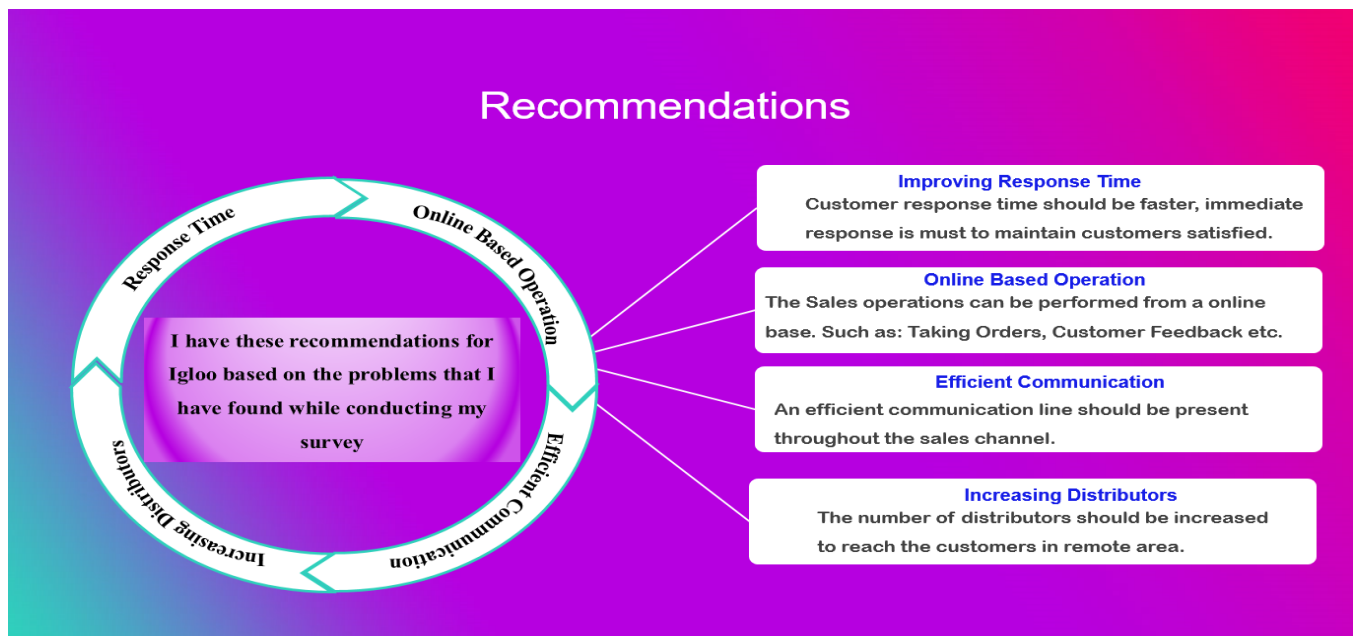 Recommendations
Response Time
Online Based Operation
Efficient Communication
Increasing Distributors
I have these recommendations for
Igloo based on the problems that I
have found while conducting my
survey
Improving Response Time
Customer response time should be faster, immediate
response is must to maintain customers satisfied.
Online Based Operation
The Sales operations can be performed from a online
base. Such as: Taking Orders, Customer Feedback etc.
Efficient Communication
An efficient communication line should be present
throughout the sales channel.
Increasing Distributors
The number of distributors should be increased
to reach the customers in remote area.